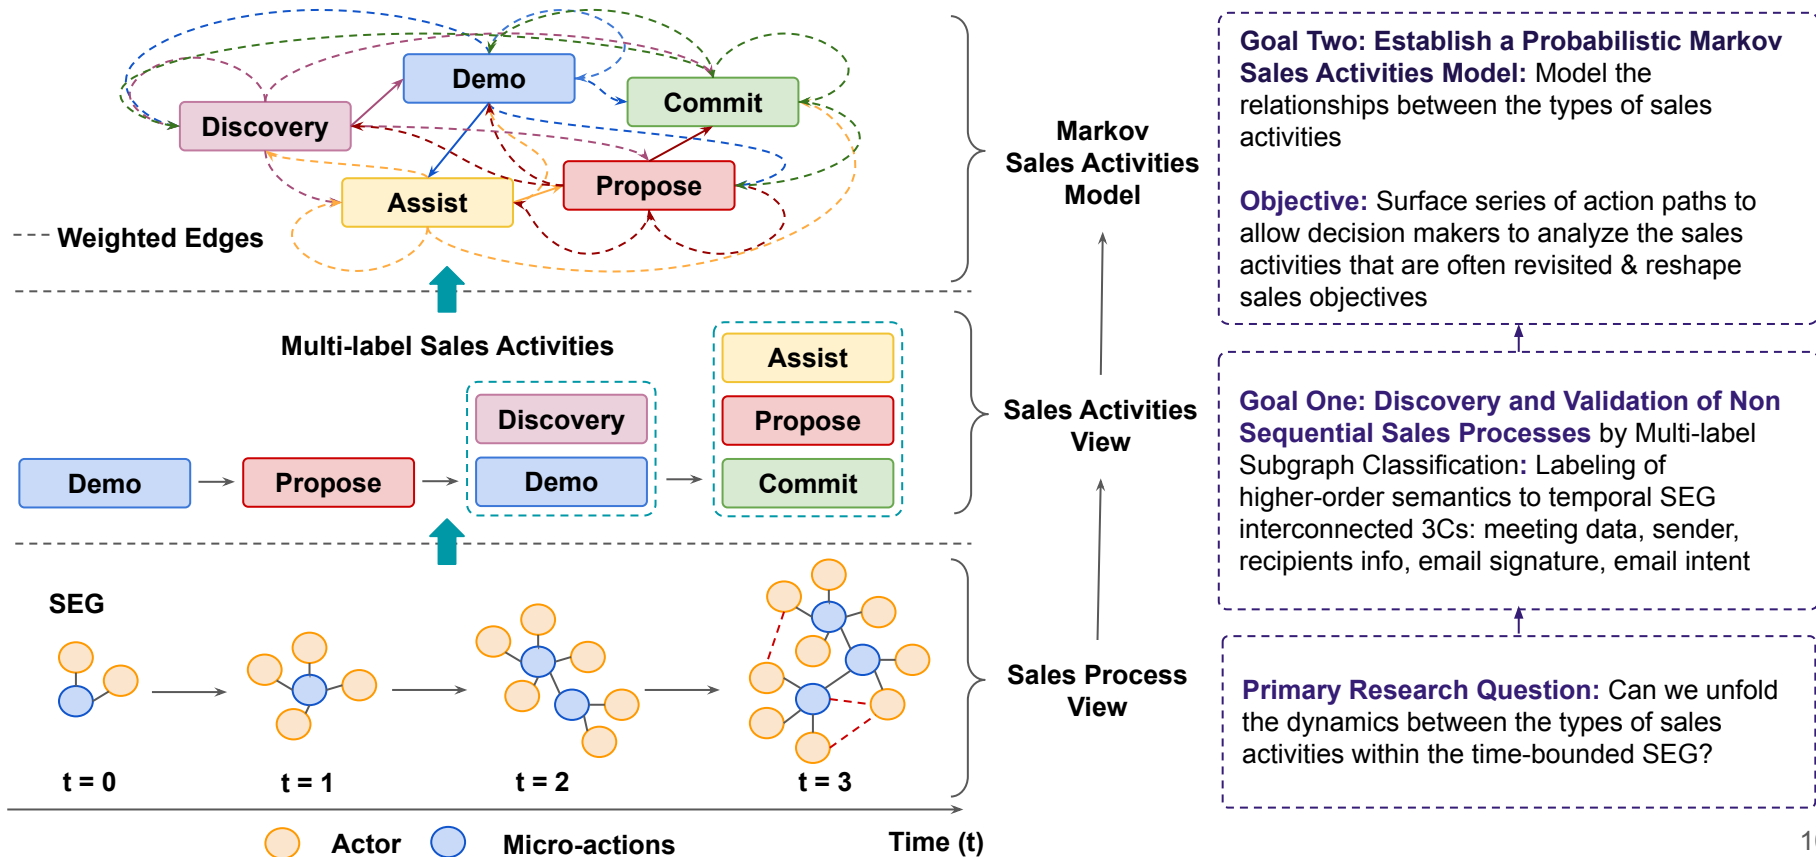 Demo
Commit
Discovery
Propose
Assist
Weighted Edges
Markov
Sales Activities
Model
Goal Two: Establish a Probabilistic Markov
Sales Activities Model: Model the
relationships between the types of sales
activities
Objective: Surface series of action paths to
allow decision makers to analyze the sales
activities that are often revisited & reshape
sales objectives
Multi-label Sales Activities
Assist
Discovery
Propose
Demo
Propose
Demo
Commit
Sales Activities
View
Goal One: Discovery and Validation of Non
Sequential Sales Processes by Multi-label
Subgraph Classification: Labeling of
higher-order semantics to temporal SEG
interconnected 3Cs: meeting data, sender,
recipients info, email signature, email intent
SEG
t = 0
t = 1
t = 2
t = 3
Sales Process
View
Primary Research Question: Can we unfold
the dynamics between the types of sales
activities within the time-bounded SEG?
Actor
Micro-actions
Time (t)